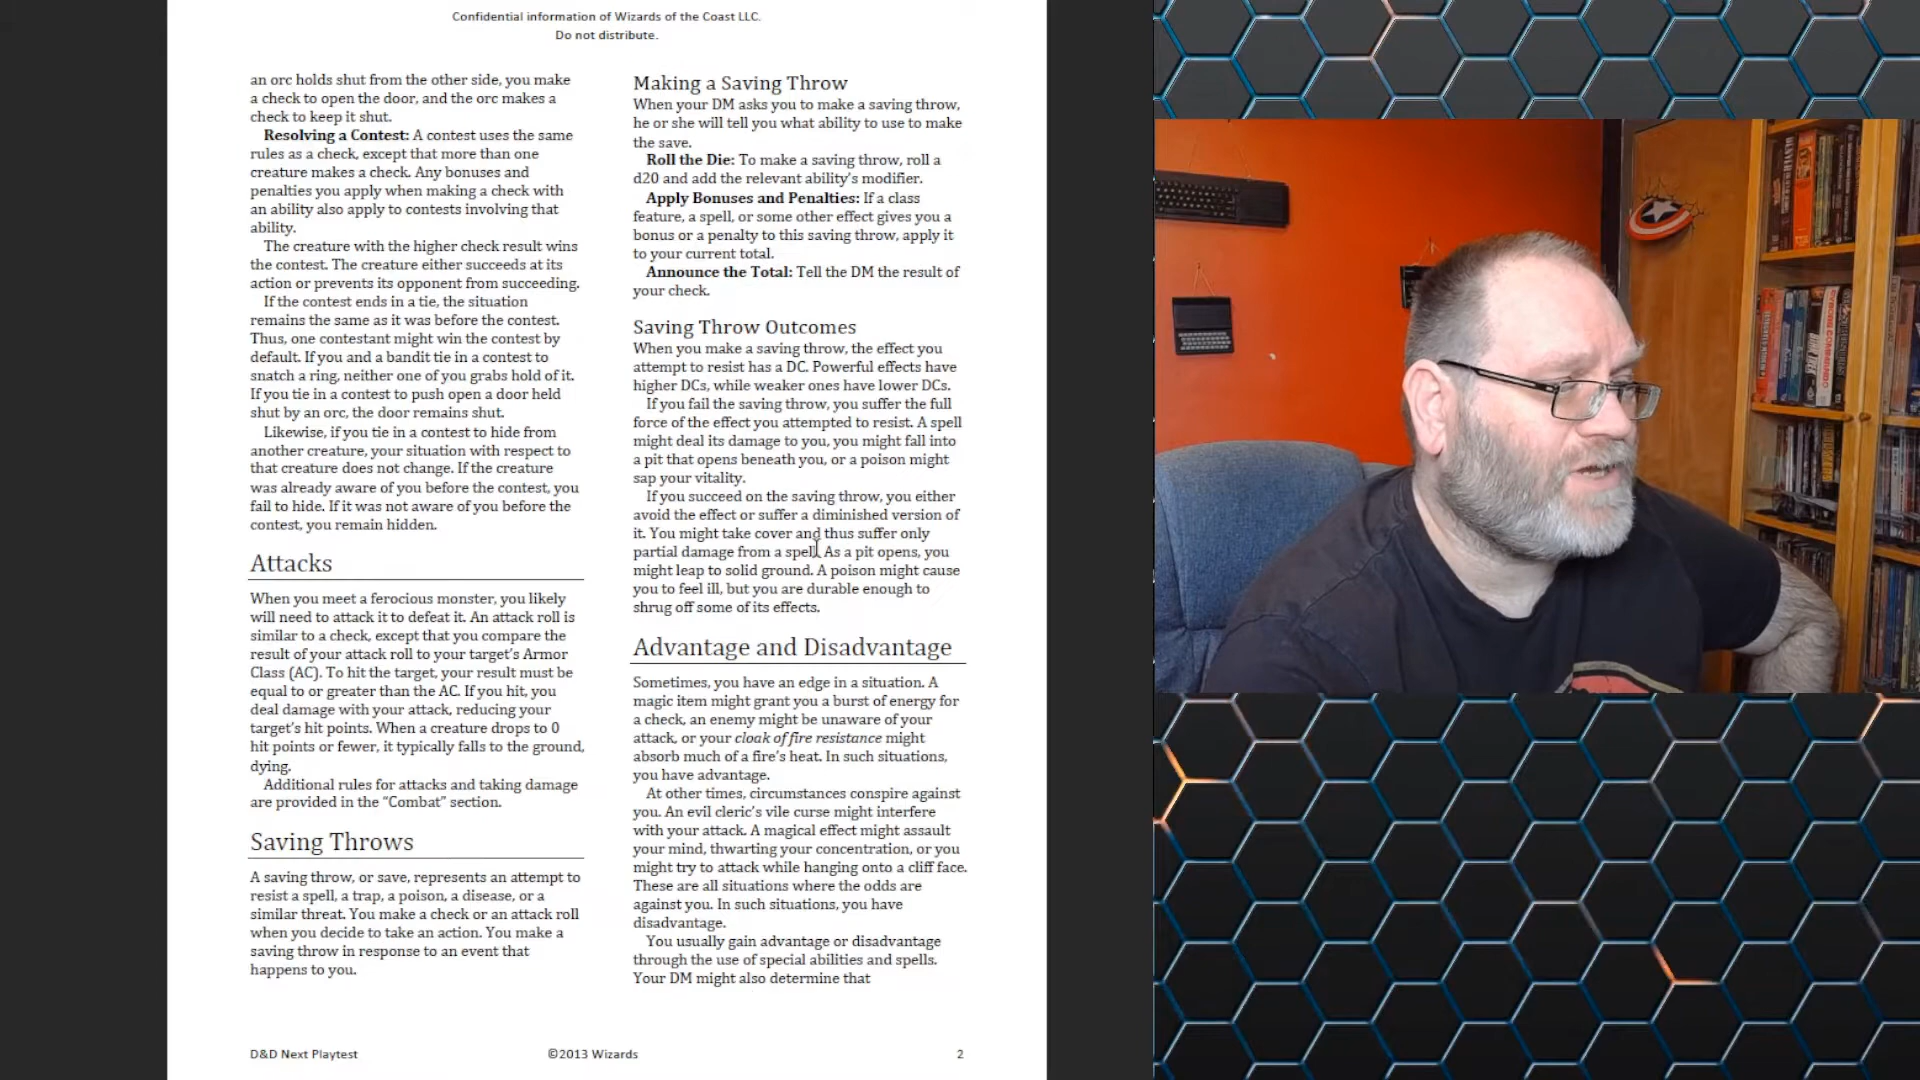 Confidential information of Wizards of the Coast LLC.
Do not distribute.
an orc holds shut from the other side, you make
a check to open the door, and the orc makes a
check to keep it shut.
Resolving a Contest: A contest uses the same
rules as a check, except that more than one
creature makes a check. Any bonuses and
penalties you apply when making a check with
an ability also apply to contests involving that
ability.
The creature with the higher check result wins
the contest. The creature either succeeds at its
action or prevents its opponent from succeeding.
If the contest ends in a tie, the situation
remains the same as it was before the contest.
Thus, one contestant might win the contest by
default. If you and a bandit tie in a contest to
snatch a ring, neither one of you grabs hold of it.
If you tie in a contest to push open a door held
shut by an orc, the door remains shut.
Likewise, if you tie in a contest to hide from
another creature, your situation with respect to
that creature does not change. If the creature
was already aware of you before the contest, you
fail to hide. If it was not aware of you before the
contest, you remain hidden.
Attacks
When you meet a ferocious monster, you likely
will need to attack it to defeat it. An attack roll is
similar to a check, except that you compare the
result of your attack roll to your target's Armor
Class (AC). To hit the target, your result must be
equal to or greater than the AC. If you hit, you
deal damage with your attack, reducing your
target's hit points. When a creature drops to 0
hit points or fewer, it typically falls to the ground,
dying.
Additional rules for attacks and taking damage
are provided in the “Combat” section.
Saving Throws
A saving throw, or save, represents an attempt to
resist a spell, a trap, a poison, a disease, or a
similar threat. You make a check or an attack roll
when you decide to take an action. You make a
saving throw in response to an event that
happens to you.
Making a Saving Throw
When your DM asks you to make a saving throw,
he or she will tell you what ability to use to make
the save.
Roll the Die: To make a saving throw, roll a
d20 and add the relevant ability's modifier.
Apply Bonuses and Penalties: If a class
feature, a spell, or some other effect gives you a
bonus or a penalty to this saving throw, apply it
to your current total.
Announce the Total: Tell the DM the result of
your check.
Saving Throw Outcomes
When you make a saving throw, the effect you
attempt to resist has a DC. Powerful effects have
higher DCs, while weaker ones have lower DCs.
If you fail the saving throw, you suffer the full
force of the effect you attempted to resist. A spell
might deal its damage to you, you might fall into
a pit that opens beneath you, or a poison might
sap your vitality.
If you succeed on the saving throw, you either
avoid the effect or suffer a diminished version of
it. You might take cover and thus suffer only
partial damage from a spell. As a pit opens, you
might leap to solid ground. A poison might cause
you to feel ill, but you are durable enough to
shrug off some of its effects.
Advantage and Disadvantage
Sometimes, you have an edge in a situation. A
magic item might grant you a burst of energy for
a check, an enemy might be unaware of your
attack, or your cloak of fire resistance might
absorb much of a fire's heat. In such situations,
you have advantage.
At other times, circumstances conspire against
you. An evil cleric's vile curse might interfere
with your attack. A magical effect might assault
your mind, thwarting your concentration, or you
might try to attack while hanging onto a cliff face.
These are all situations where the odds are
against you. In such situations, you have
disadvantage.
You usually gain advantage or disadvantage
through the use of special abilities and spells.
Your DM might also determine that
D&D Next Playtest
©2013 Wizards
2